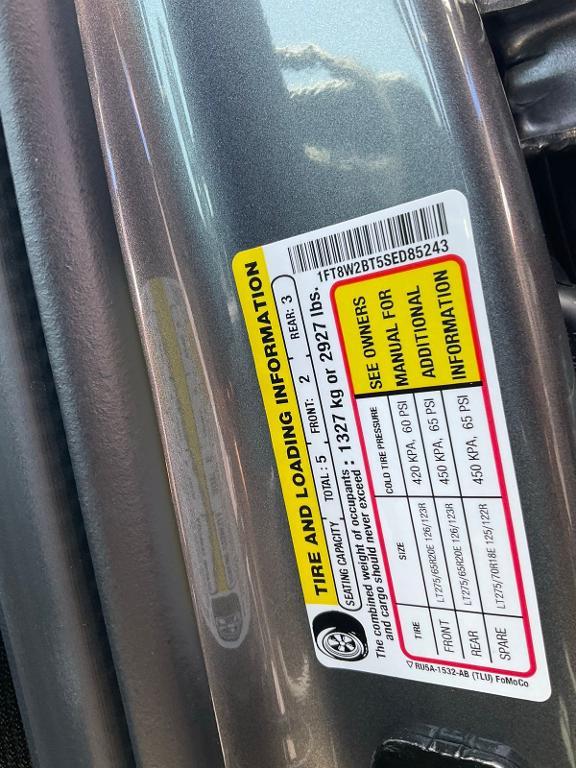 1FT8W2BT5SED85243
TIRE AND LOADING INFORMATION
SEATING CAPACITY TOTAL: 5 FRONT: 2 REAR: 3
The combined weight of occupants and cargo should never exceed: 1327 kg or 2927 lbs.
TIRE SIZE COLD TIRE PRESSURE
FRONT LT275/65R20E 126/123R 420 KPA, 60 PSI
REAR LT275/65R20E 126/123R 450 KPA, 65 PSI
SPARE LT275/70R18E 125/122R 450 KPA, 65 PSI
SEE OWNERS
MANUAL FOR
ADDITIONAL
INFORMATION
RU5A-1532-AB (TLU) FoMoCo